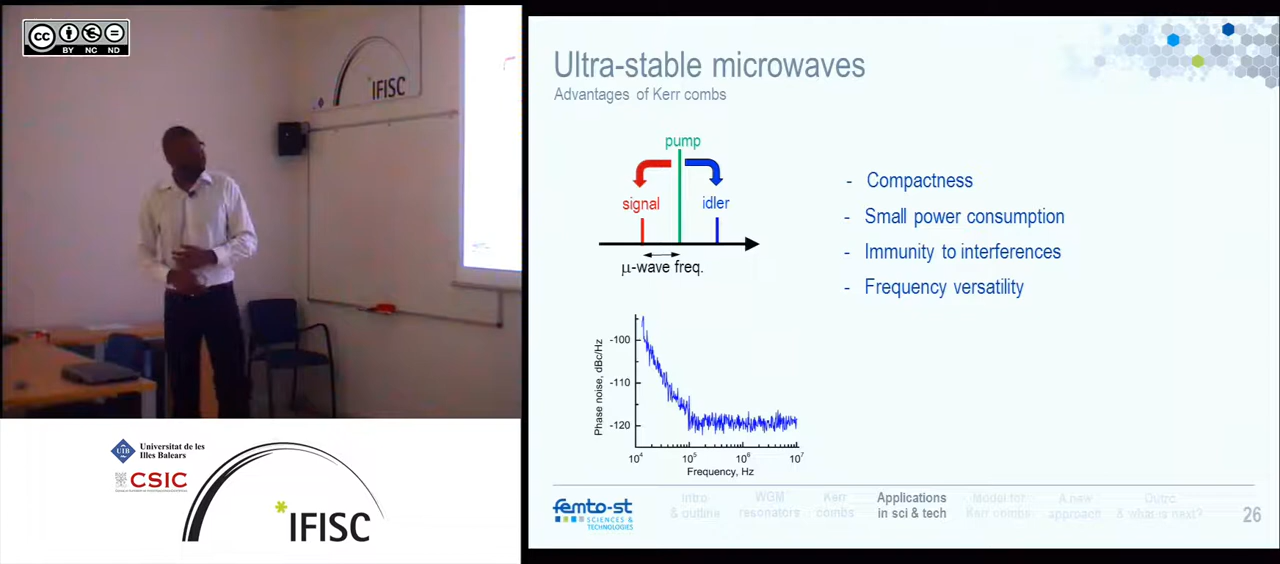 cc
BY NC ND
IFISC
Universitat de les
Illes Balears
UIB
CSIC
IFISC
Ultra-stable microwaves
Advantages of Kerr combs
pump
signal
idler
μ-wave freq.
- Compactness
- Small power consumption
- Immunity to interferences
- Frequency versatility
Phase noise, dBc/Hz
-100
-110
-120
10⁴ 10⁵ 10⁶ 10⁷
Frequency, Hz
femto-st
SCIENCES &
TECHNOLOGIES
Intro
& outline
WGM
resonators
Kerr
combs
Applications
in sci & tech
Model for
Kerr combs
A new
approach
Outro
& what is next?
26